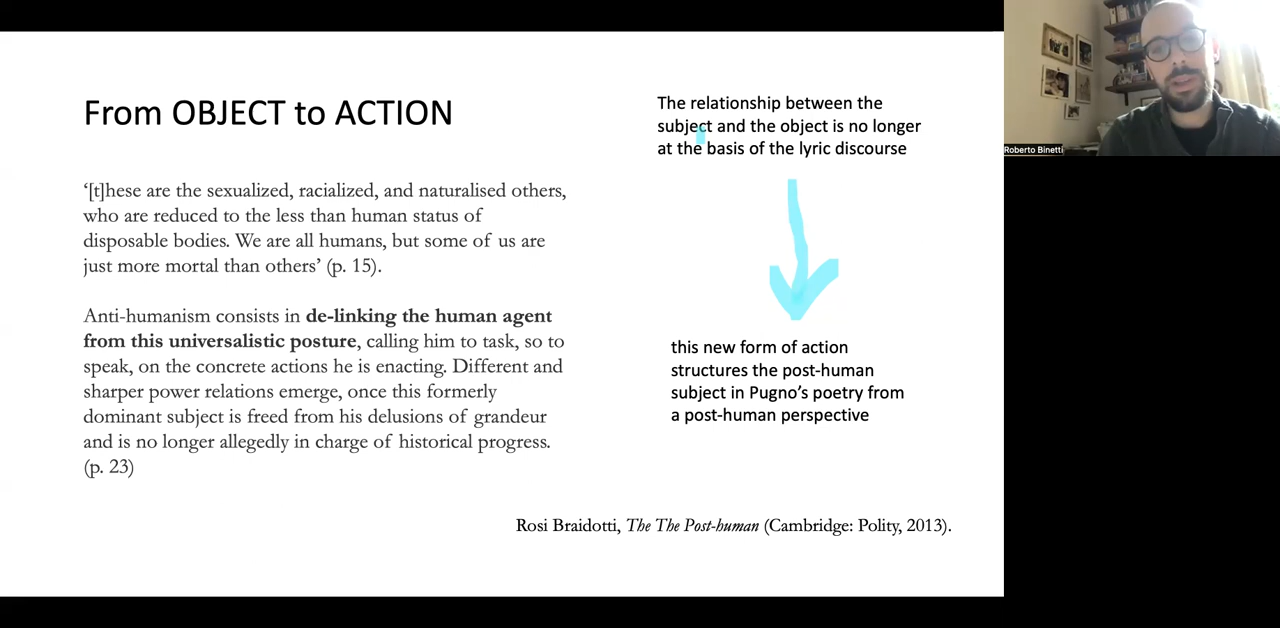 From OBJECT to ACTION
‘[t]hese are the sexualized, racialized, and naturalised others,
who are reduced to the less than human status of
disposable bodies. We are all humans, but some of us are
just more mortal than others’ (p. 15).
Anti-humanism consists in de-linking the human agent
from this universalistic posture, calling him to task, so to
speak, on the concrete actions he is enacting. Different and
sharper power relations emerge, once this formerly
dominant subject is freed from his delusions of grandeur
and is no longer allegedly in charge of historical progress.
(p. 23)
The relationship between the
subject and the object is no longer
at the basis of the lyric discourse
this new form of action
structures the post-human
subject in Pugno’s poetry from
a post-human perspective
Rosi Braidotti, The The Post-human (Cambridge: Polity, 2013).
Roberto Binetti